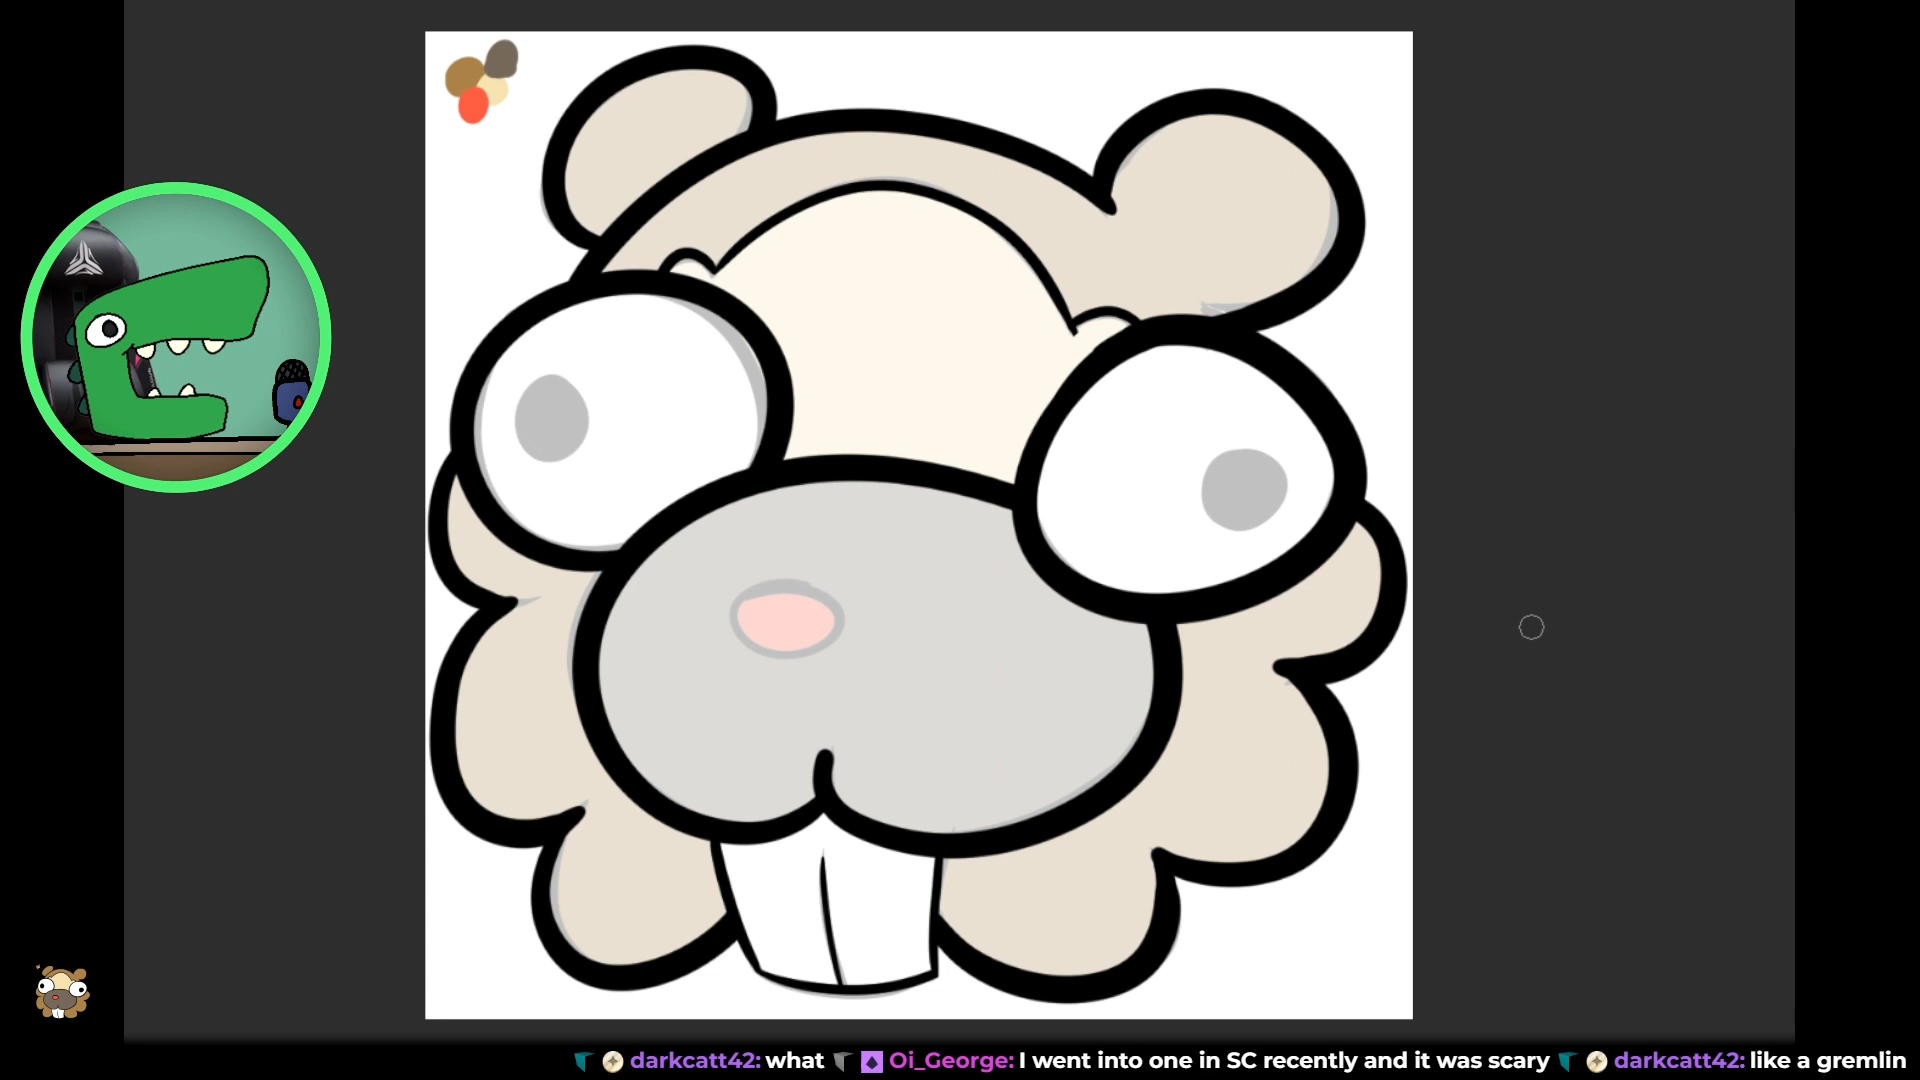 darkcatt42: what Oi_George: I went into one in SC recently and it was scary darkcatt42: like a gremlin